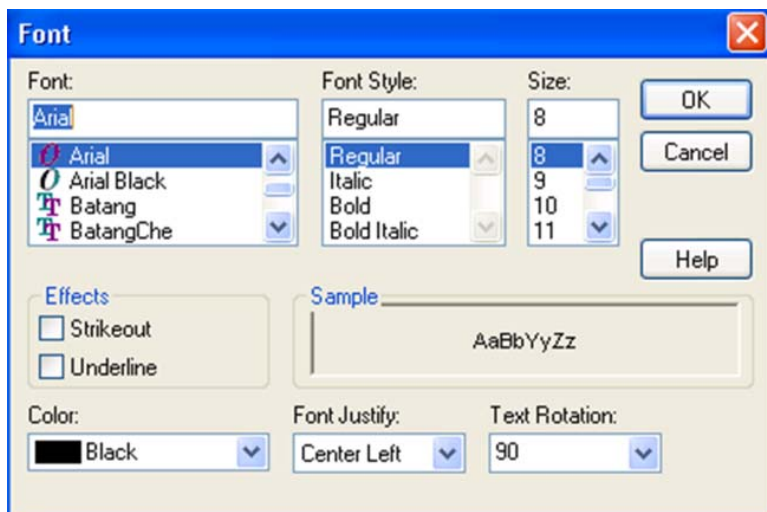 Font
Font: Font Style: Size:
Arial Regular 8 OK
Arial Regular 8 Cancel
Arial Black Italic 9
Batang Bold 10
BatangChe Bold Italic 11
Help
Effects Sample
Strikeout AaBbYyZz
Underline
Color: Font Justify: Text Rotation:
Black Center Left 90